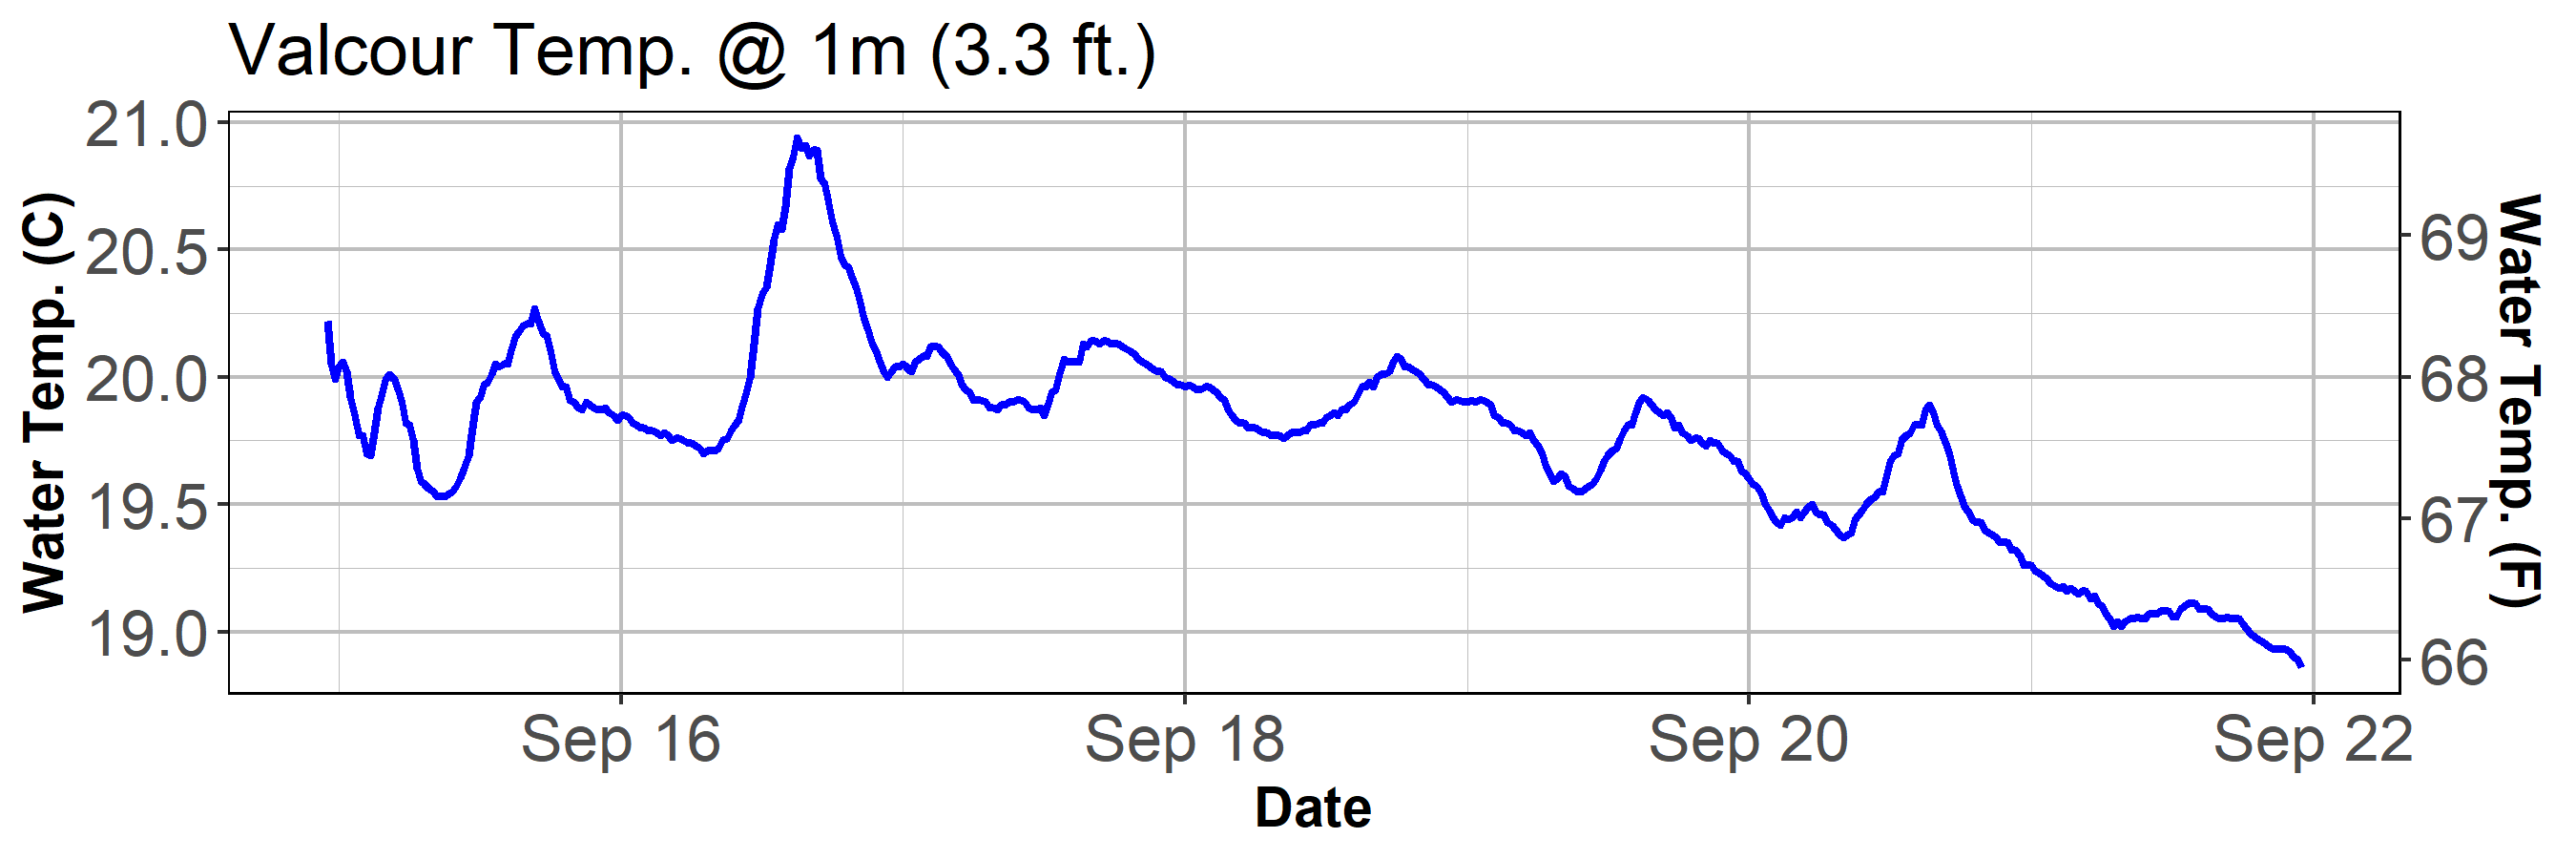 Valcour Temp. @ 1m (3.3 ft.)
Water Temp. (C)
21.0
20.5
20.0
19.5
19.0
69
68
67
66
Water Temp. (F)
Sep 16
Sep 18
Sep 20
Sep 22
Date